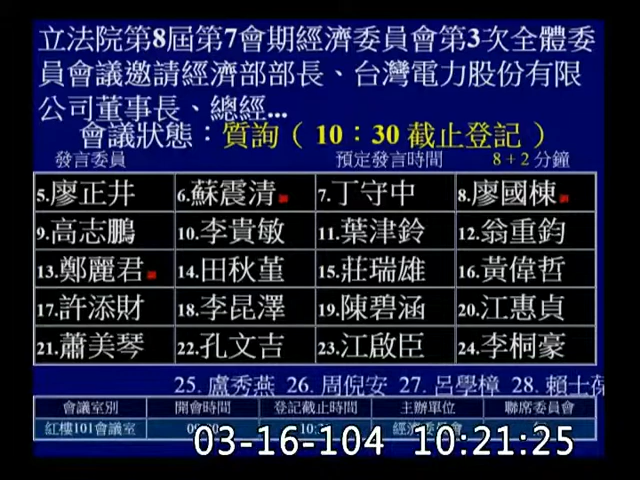 立法院第8屆第7會期經濟委員會第3次全體委
員會議邀請經濟部部長、台灣電力股份有限
公司董事長、總經...
會議狀態：質詢（10：30 截止登記）
發言委員 預定發言時間 8＋2 分鐘
5.廖正井 6.蘇震清 7.丁守中 8.廖國棟
9.高志鵬 10.李貴敏 11.葉津鈴 12.翁重鈞
13.鄭麗君 14.田秋堇 15.莊瑞雄 16.黃偉哲
17.許添財 18.李昆澤 19.陳碧涵 20.江惠貞
21.蕭美琴 22.孔文吉 23.江啟臣 24.李桐豪
25. 盧秀燕 26. 周倪安 27. 呂學樟 28. 賴士葆
會議室別 開會時間 登記截止時間 主辦單位 聯席委員會
紅樓101會議室 經濟委員會
03-16-104 10:21:25